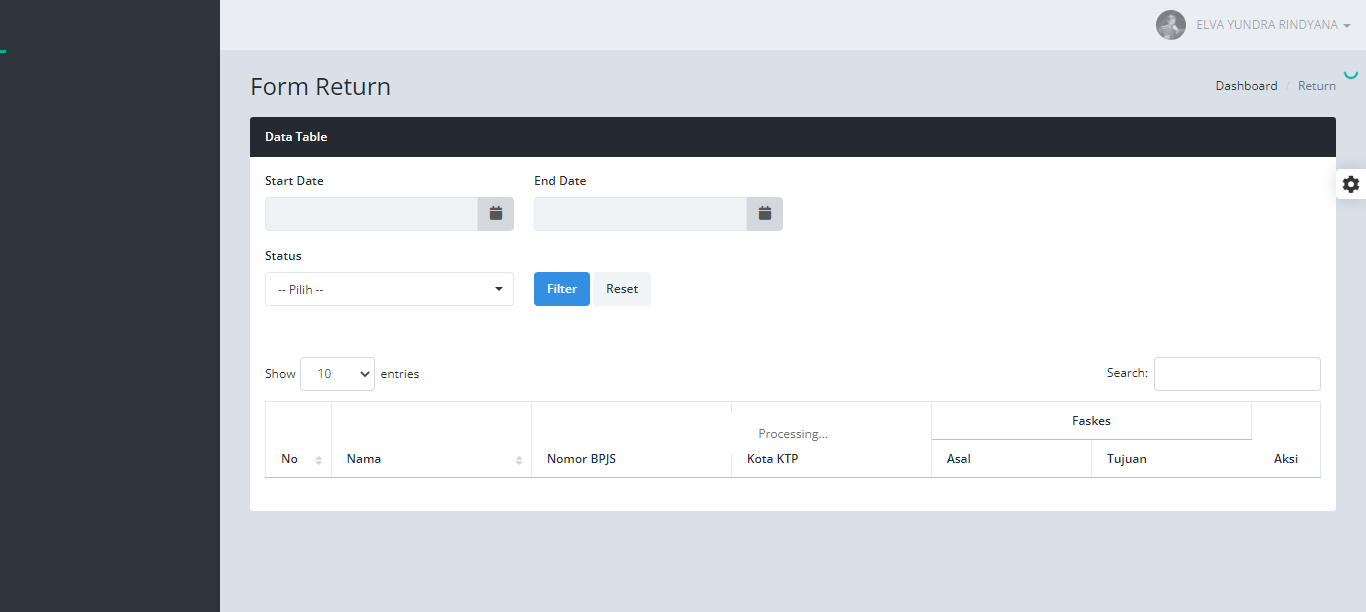 ELVA YUNDRA RINDYANA
Form Return
Dashboard / Return
Data Table
Start Date
End Date
Status
-- Pilih --
Filter
Reset
Show 10 entries
Search:
Processing...
Faskes
No
Nama
Nomor BPJS
Kota KTP
Asal
Tujuan
Aksi